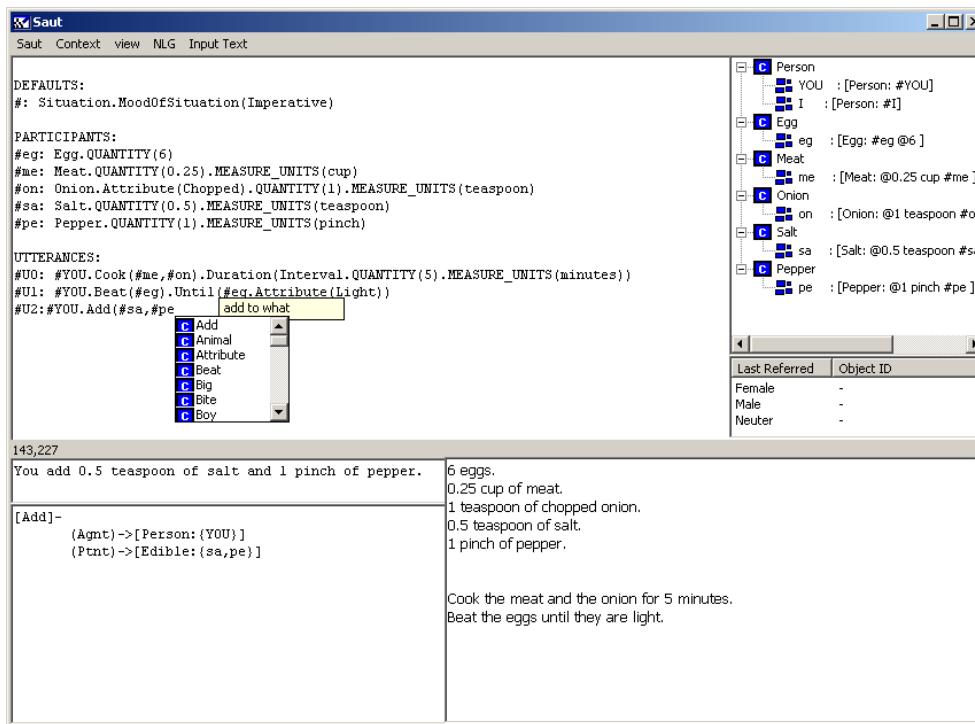 Saut
Saut Context view NLG Input Text
DEFAULTS:
#: Situation.MoodOfSituation(Imperative)
PARTICIPANTS:
#eg: Egg.QUANTITY(6)
#me: Meat.QUANTITY(0.25).MEASURE_UNITS(cup)
#on: Onion.Attribute(Chopped).QUANTITY(1).MEASURE_UNITS(teaspoon)
#sa: Salt.QUANTITY(0.5).MEASURE_UNITS(teaspoon)
#pe: Pepper.QUANTITY(1).MEASURE_UNITS(pinch)
UTTERANCES:
#U0: #YOU.Cook(#me,#on).Duration(Interval.QUANTITY(5).MEASURE_UNITS(minutes))
#U1: #YOU.Beat(#eg).Until(#eg.Attribute(Light))
#U2:#YOU.Add(#sa,#pe
add to what
C Add
C Animal
C Attribute
C Beat
C Big
C Bite
C Boy
C Person
YOU : [Person: #YOU]
I : [Person: #I]
C Egg
eg : [Egg: #eg @6 ]
C Meat
me : [Meat: @0.25 cup #me ]
C Onion
on : [Onion: @1 teaspoon #o
C Salt
sa : [Salt: @0.5 teaspoon #sa
C Pepper
pe : [Pepper: @1 pinch #pe ]
Last Referred Object ID
Female -
Male -
Neuter -
143,227
You add 0.5 teaspoon of salt and 1 pinch of pepper.
[Add]-
(Agnt)->[Person:{YOU}]
(Ptnt)->[Edible:{sa,pe}]
6 eggs.
0.25 cup of meat.
1 teaspoon of chopped onion.
0.5 teaspoon of salt.
1 pinch of pepper.
Cook the meat and the onion for 5 minutes.
Beat the eggs until they are light.